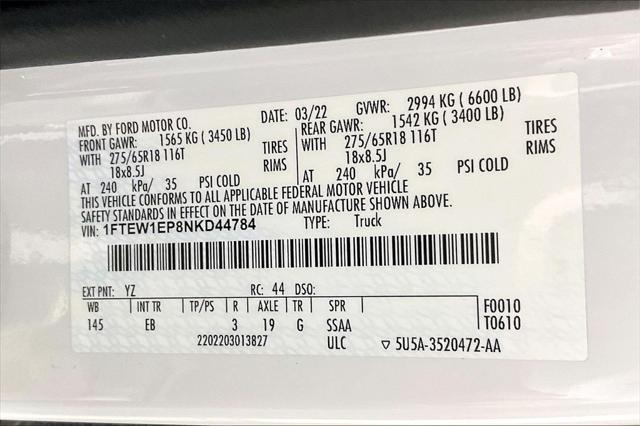 MFD. BY FORD MOTOR CO. DATE: 03/22 GVWR: 2994 KG ( 6600 LB)
FRONT GAWR: 1565 KG ( 3450 LB) REAR GAWR: 1542 KG ( 3400 LB)
WITH 275/65R18 116T TIRES WITH 275/65R18 116T TIRES
18x8.5J RIMS 18x8.5J RIMS
AT 240 kPa/ 35 PSI COLD AT 240 kPa/ 35 PSI COLD
THIS VEHICLE CONFORMS TO ALL APPLICABLE FEDERAL MOTOR VEHICLE
SAFETY STANDARDS IN EFFECT ON THE DATE OF MANUFACTURE SHOWN ABOVE.
VIN: 1FTEW1EP8NKD44784 TYPE: Truck
EXT PNT: YZ RC: 44 DSO:
WB INT TR TP/PS R AXLE TR SPR F0010
145 EB 3 19 G SSAA T0610
2202203013827 ULC ▽ 5U5A-3520472-AA